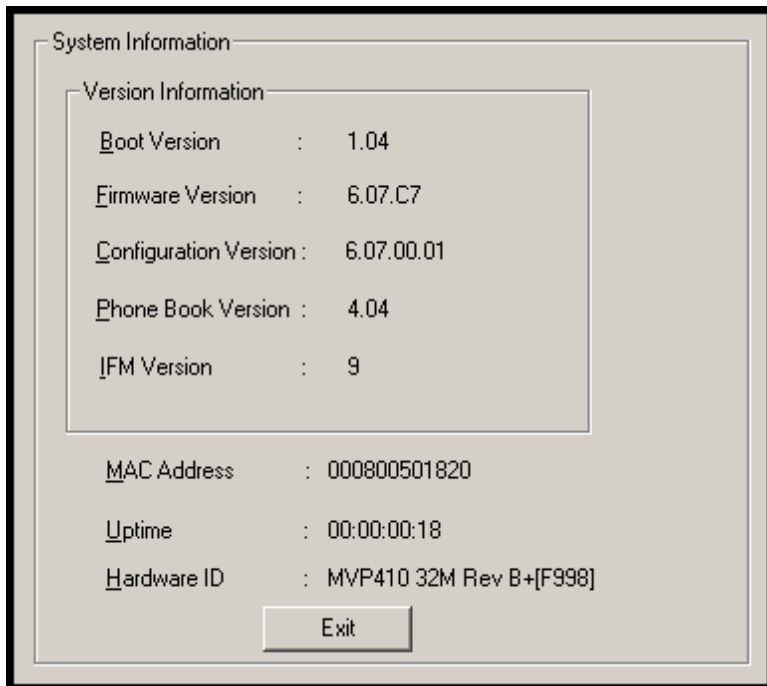 System Information
Version Information
Boot Version : 1.04
Firmware Version : 6.07.C7
Configuration Version : 6.07.00.01
Phone Book Version : 4.04
IFM Version : 9
MAC Address : 000800501820
Uptime : 00:00:00:18
Hardware ID : MVP410 32M Rev B+[F998]
Exit